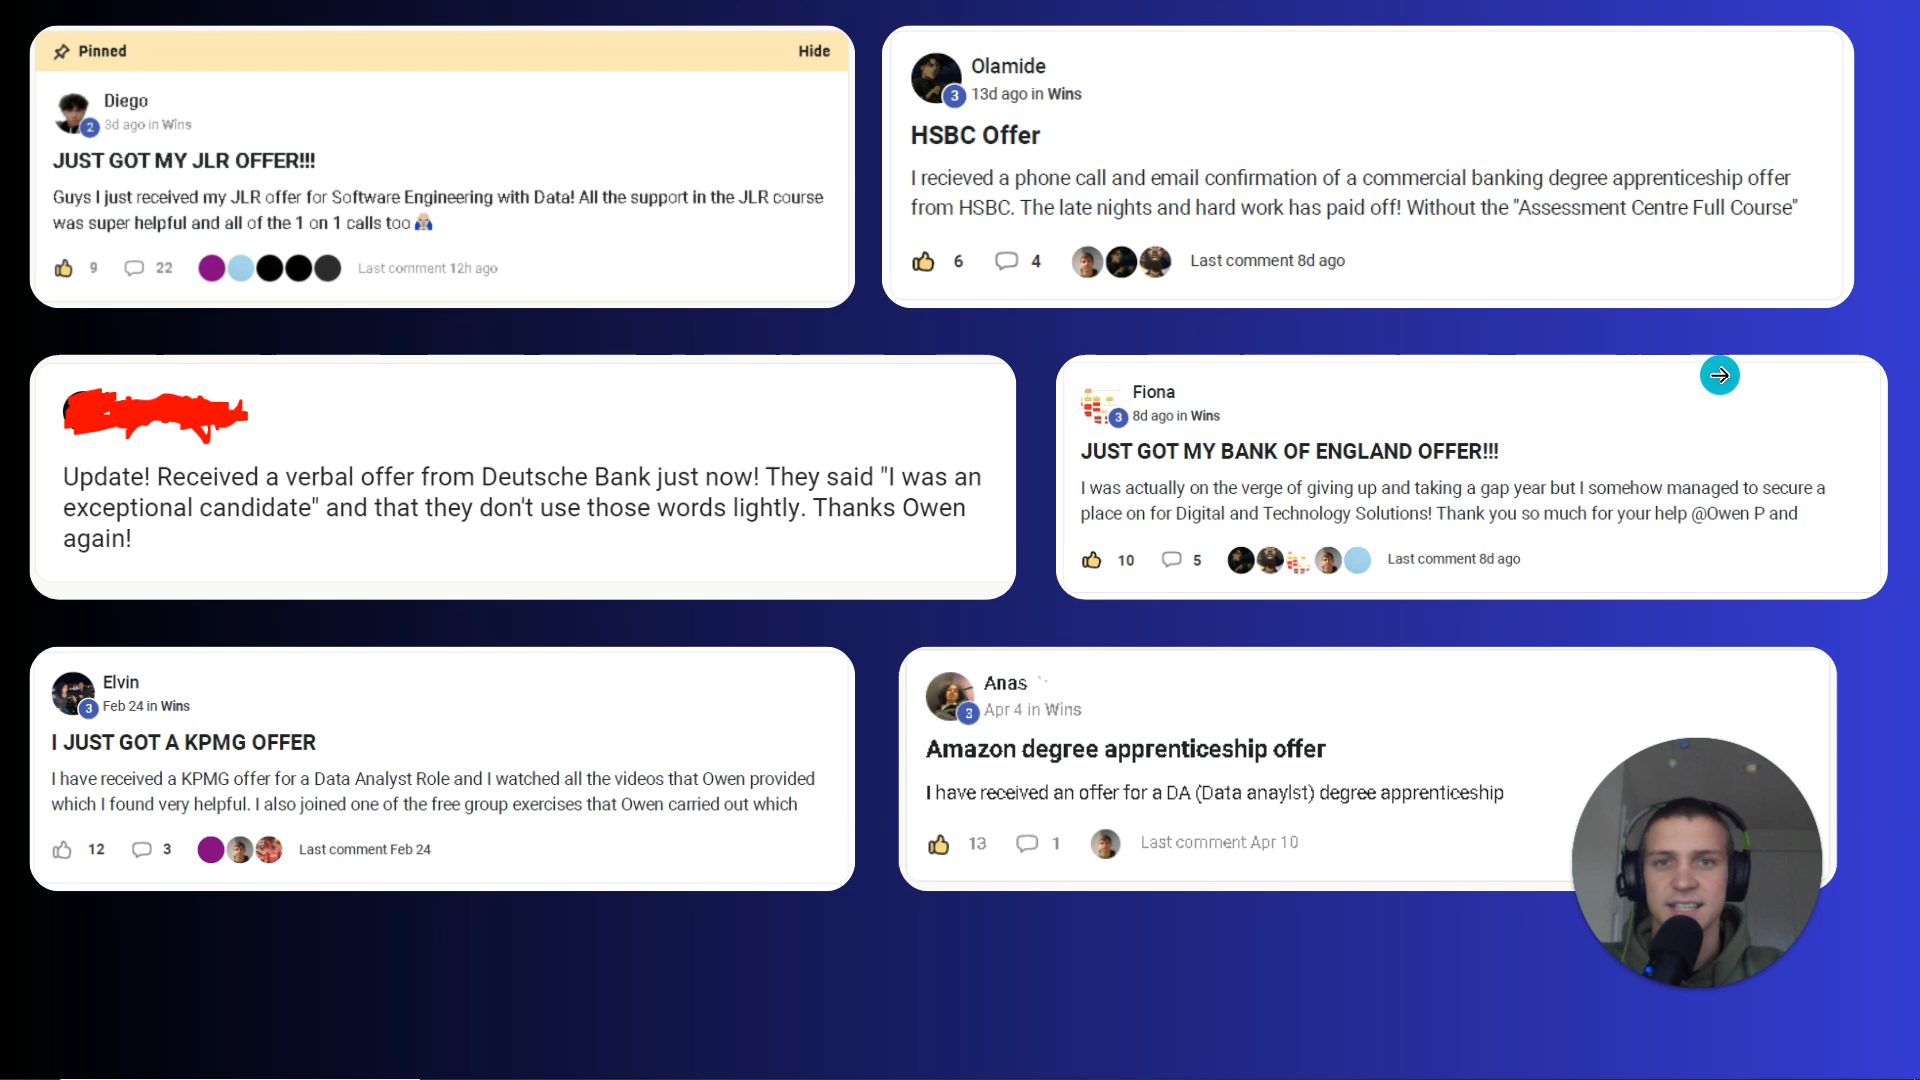 Pinned
Hide
Diego
2
3d ago in Wins
JUST GOT MY JLR OFFER!!!
Guys I just received my JLR offer for Software Engineering with Data! All the support in the JLR course
was super helpful and all of the 1 on 1 calls too
9
22
Last comment 12h ago
Olamide
3
13d ago in Wins
HSBC Offer
I recieved a phone call and email confirmation of a commercial banking degree apprenticeship offer
from HSBC. The late nights and hard work has paid off! Without the "Assessment Centre Full Course"
6
4
Last comment 8d ago
Update! Received a verbal offer from Deutsche Bank just now! They said "I was an
exceptional candidate" and that they don't use those words lightly. Thanks Owen
again!
Fiona
3
8d ago in Wins
JUST GOT MY BANK OF ENGLAND OFFER!!!
I was actually on the verge of giving up and taking a gap year but I somehow managed to secure a
place on for Digital and Technology Solutions! Thank you so much for your help @Owen P and
10
5
Last comment 8d ago
Elvin
3
Feb 24 in Wins
I JUST GOT A KPMG OFFER
I have received a KPMG offer for a Data Analyst Role and I watched all the videos that Owen provided
which I found very helpful. I also joined one of the free group exercises that Owen carried out which
12
3
Last comment Feb 24
Anas
3
Apr 4 in Wins
Amazon degree apprenticeship offer
I have received an offer for a DA (Data anaylst) degree apprenticeship
13
1
Last comment Apr 10